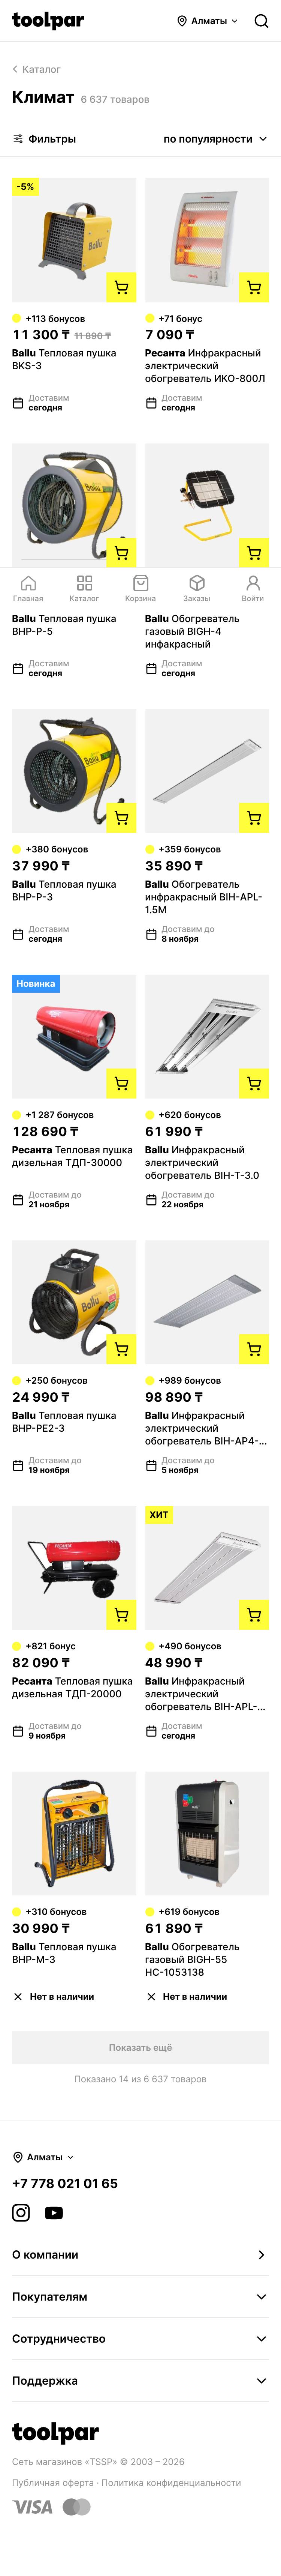 toolpar
Алматы
Каталог
Климат 6 637 товаров
Фильтры
по популярности
-5%
+113 бонусов
11 300 ₸ 11 890 ₸
Ballu Тепловая пушка
BKS-3
Доставим
сегодня
+71 бонус
7 090 ₸
Ресанта Инфракрасный
электрический
обогреватель ИКО-800Л
Доставим
сегодня
Ballu
Главная
Каталог
Корзина
Заказы
Войти
Ballu Тепловая пушка
BHP-P-5
Доставим
сегодня
Ballu Обогреватель
газовый BIGH-4
инфакрасный
Доставим
сегодня
Ballu
+380 бонусов
37 990 ₸
Ballu Тепловая пушка
BHP-P-3
Доставим
сегодня
+359 бонусов
35 890 ₸
Ballu Обогреватель
инфракрасный BIH-APL-
1.5M
Доставим до
8 ноября
Новинка
+1 287 бонусов
128 690 ₸
Ресанта Тепловая пушка
дизельная ТДП-30000
Доставим до
21 ноября
+620 бонусов
61 990 ₸
Ballu Инфракрасный
электрический
обогреватель BIH-T-3.0
Доставим до
22 ноября
Ballu
+250 бонусов
24 990 ₸
Ballu Тепловая пушка
BHP-PE2-3
Доставим до
19 ноября
+989 бонусов
98 890 ₸
Ballu Инфракрасный
электрический
обогреватель BIH-AP4-...
Доставим до
5 ноября
+821 бонус
82 090 ₸
Ресанта Тепловая пушка
дизельная ТДП-20000
Доставим до
9 ноября
ХИТ
+490 бонусов
48 990 ₸
Ballu Инфракрасный
электрический
обогреватель BIH-APL-...
Доставим
сегодня
+310 бонусов
30 990 ₸
Ballu Тепловая пушка
BHP-M-3
Нет в наличии
+619 бонусов
61 890 ₸
Ballu Обогреватель
газовый BIGH-55
НС-1053138
Нет в наличии
Показать ещё
Показано 14 из 6 637 товаров
Алматы
+7 778 021 01 65
О компании
Покупателям
Сотрудничество
Поддержка
toolpar
Сеть магазинов «TSSP» © 2003 – 2026
Публичная оферта · Политика конфиденциальности
VISA